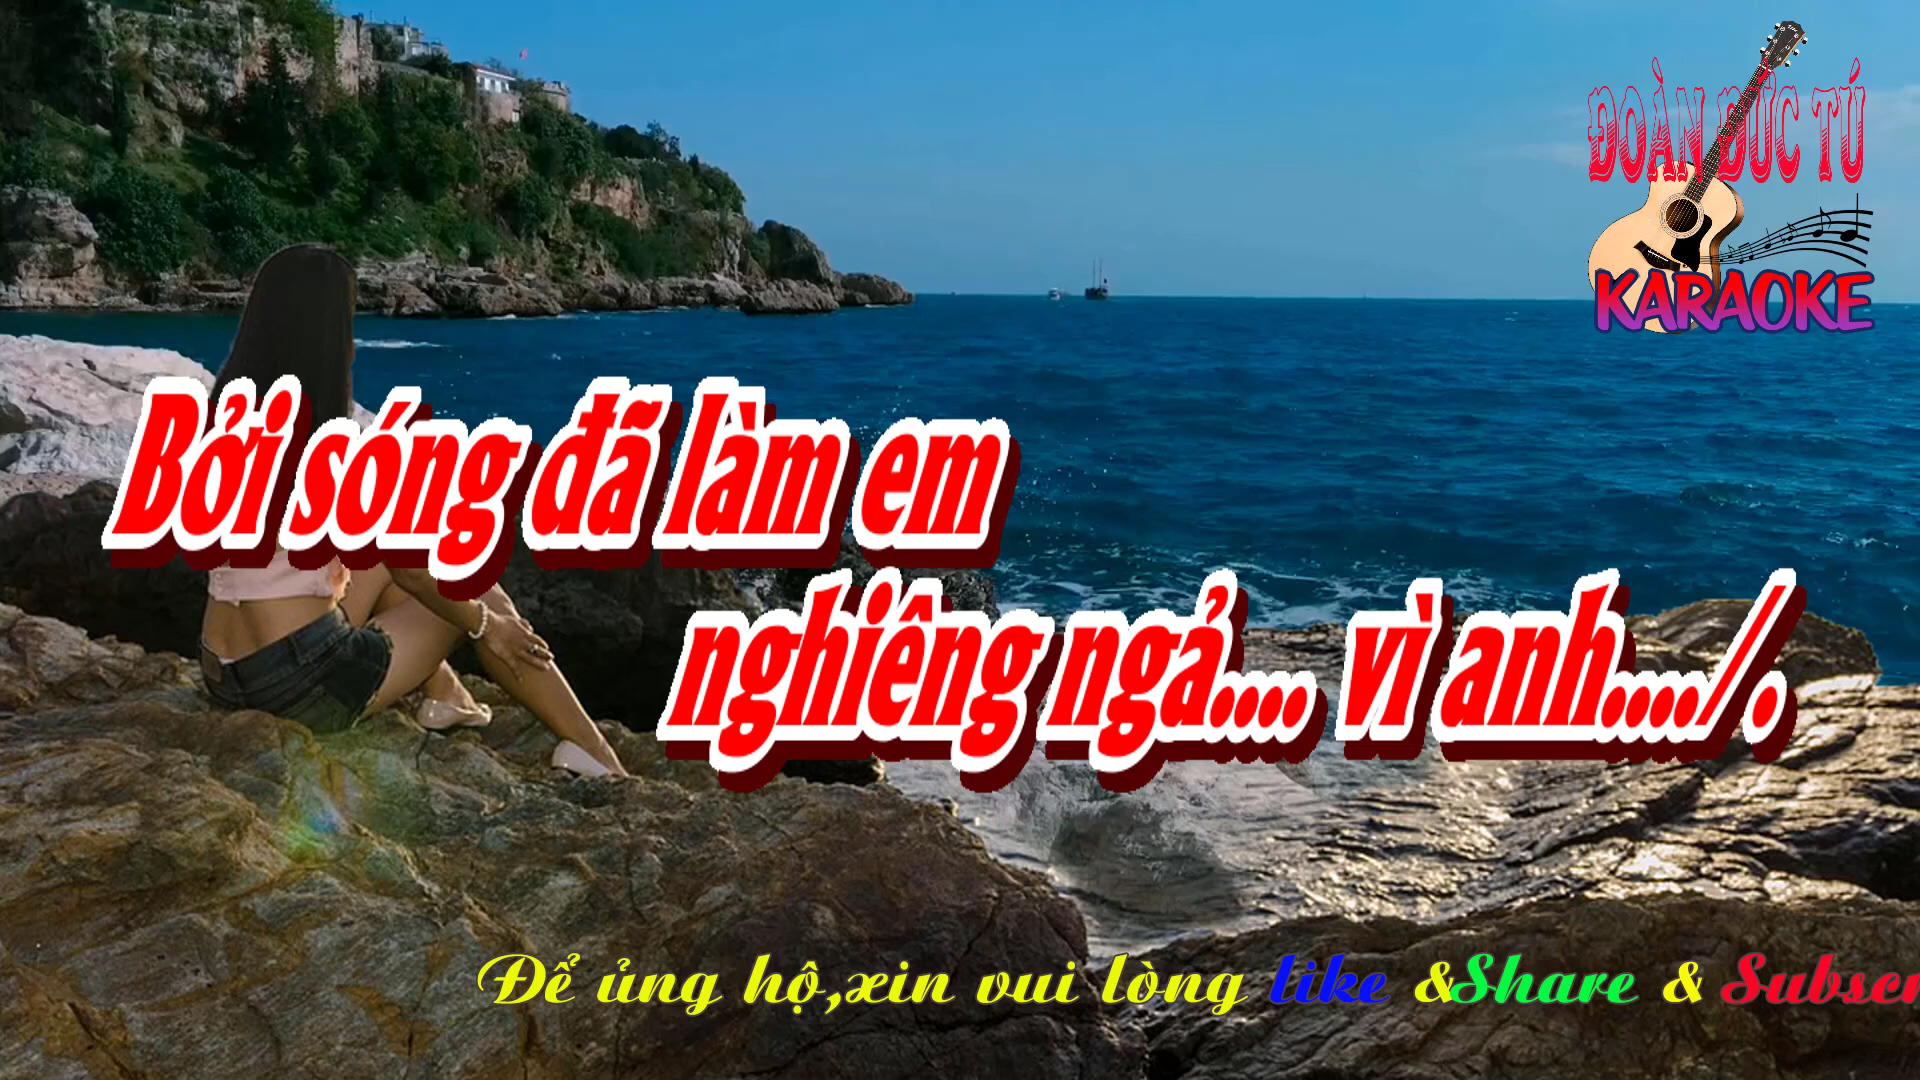 ĐOÀN ĐỨC TÚ
KARAOKE
Bởi sóng đã làm em
nghiêng ngả.... vì anh..../.
Để ủng hộ,xin vui lòng like &Share & Subscr